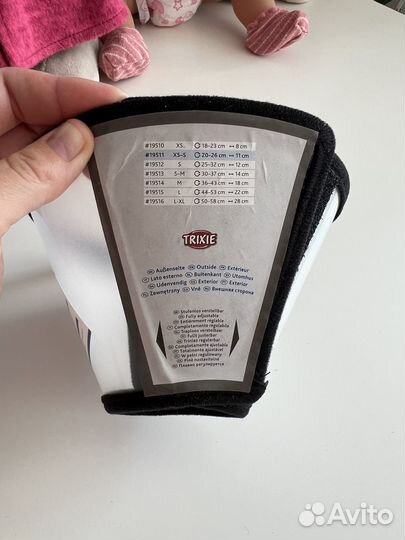 #19510 XS 18–23 cm ↔ 8 cm
#19511 XS–S 20–26 cm ↔ 11 cm
#19512 S 25–32 cm ↔ 12 cm
#19513 S–M 30–37 cm ↔ 14 cm
#19514 M 36–43 cm ↔ 18 cm
#19515 L 44–53 cm ↔ 22 cm
#19516 L–XL 50–58 cm ↔ 28 cm
TRIXIE
Außenseite Outside Extérieur
Lato esterno Buitenkant Utomhus
Udenvendig Exterior Exterior
Zewnętrzny Vně Внешняя сторона
Stufenlos verstellbar
Fully adjustable
Entièrement réglable
Completamente regolabile
Traploos verstelbaar
Fullt justerbar
Trinløs regulerbar
Completamente ajustable
Totalmente ajustável
W pełni regulowany
Plně nastavitelné
Плавно регулируется
Avito